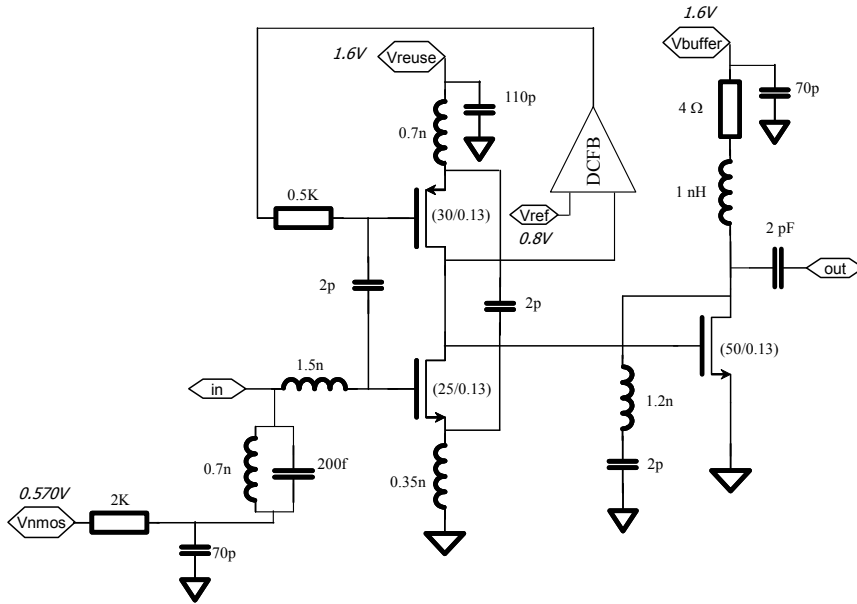 1.6V
Vbuffer
1.6V
Vreuse
70p
110p
4 Ω
0.7n
DCFB
1 nH
0.5K
(30/0.13)
Vref
0.8V
2 pF
out
2p
2p
(50/0.13)
1.5n
in
(25/0.13)
1.2n
0.7n
200f
0.35n
2p
0.570V
2K
Vnmos
70p